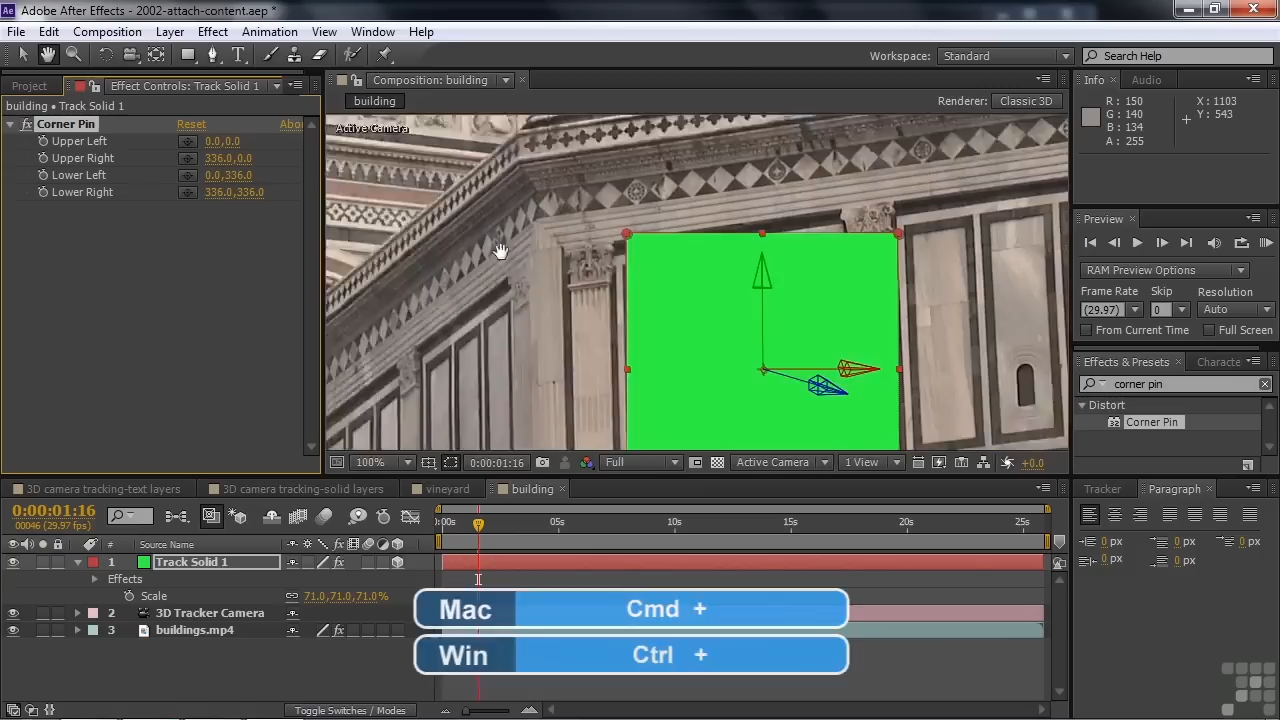 Ae Adobe After Effects - 2002-attach-content.aep *
File Edit Composition Layer Effect Animation View Window Help
Workspace: Standard Search Help
Project Effect Controls: Track Solid 1 Composition: building Info Audio
building • Track Solid 1 building Renderer: Classic 3D
fx Corner Pin Reset Abo
Upper Left 0.0,0.0
Upper Right 336.0,0.0
Lower Left 0.0,336.0
Lower Right 336.0,336.0
Active Camera
R: 150 X: 1103
G: 140 Y: 543
B: 134
A: 255
Preview
RAM Preview Options
Frame Rate Skip Resolution
(29.97) 0 Auto
From Current Time Full Screen
Effects & Presets Characte
corner pin
Distort
32 Corner Pin
100% 0:00:01:16 Full Active Camera 1 View +0.0
3D camera tracking-text layers 3D camera tracking-solid layers vineyard building
Tracker Paragraph
0:00:01:16
00046 (29.97 fps)
:00s 05s 10s 15s 20s 25s
0 px 0 px 0 px
0 px 0 px
# Source Name fx
1 Track Solid 1 fx
Effects
Scale 71.0,71.0,71.0%
2 3D Tracker Camera
3 buildings.mp4 fx
Mac Cmd +
Win Ctrl +
Toggle Switches / Modes